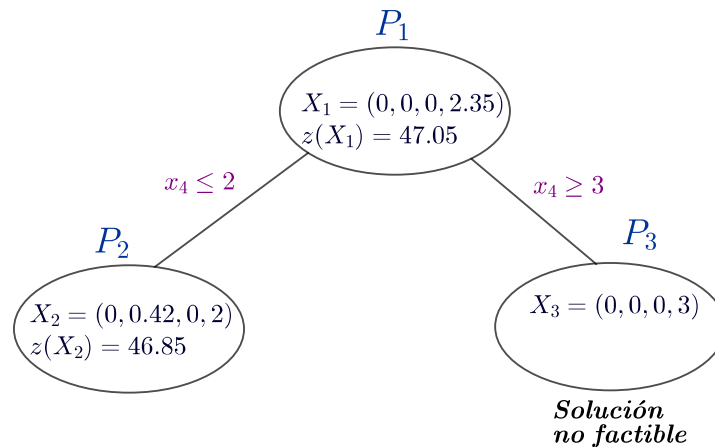 P₁
X₁ = (0, 0, 0, 2.35)
z(X₁) = 47.05
x₄ ≤ 2
x₄ ≥ 3
P₂
P₃
X₂ = (0, 0.42, 0, 2)
z(X₂) = 46.85
X₃ = (0, 0, 0, 3)
Solución
no factible